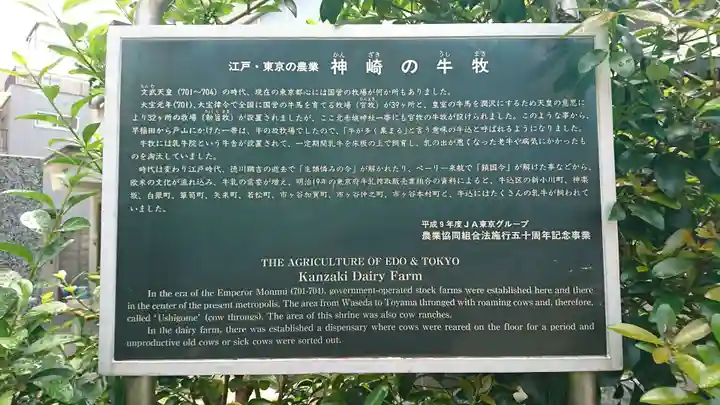 江戸・東京の農業 神崎の牛牧
かん ざき うし まき
もんむ
文武天皇(701〜704)の時代、現在の東京都心には国営の牧場が何か所もありました。
大宝元年(701)、大宝律令で全国に国営の牛馬を育てる牧場(官牧)が39ヶ所と、皇室の牛馬を潤沢にするため天皇の意思に
より32ヶ所の牧場(勅旨牧)が設置されましたが、ここ元赤城神社一帯にも官牧の牛牧が設けられました。このような事から、
早稲田から戸山にかけた一帯は、牛の放牧場でしたので、「牛が多く集まる」と言う意味の牛込と呼ばれるようになりました。
牛牧には乳牛院という牛舎が設置されて、一定期間乳牛を床板の上で飼育し、乳の出が悪くなった老牛や病気にかかったも
のを淘汰していました。
時代は変わり江戸時代、徳川綱吉の逝去で「生類憐みの令」が解かれたり、ペーリー来航で「鎖国令」が解けた事などから、
欧米の文化が流れ込み、牛乳の需要が増え、明治19年の東京府牛乳搾取販売業組合の資料によると、牛込区の新小川町、神楽
坂、白銀町、箪笥町、矢来町、若松町、市ヶ谷加賀町、市ヶ谷仲之町、市ヶ谷本村町と、牛込にはたくさんの乳牛が飼われて
いました。
平成9年度JA東京グループ
農業協同組合法施行五十周年記念事業
THE AGRICULTURE OF EDO & TOKYO
Kanzaki Dairy Farm
In the era of the Emperor Monmu (701-704), government-operated stock farms were established here and there
in the center of the present metropolis. The area from Waseda to Toyama thronged with roaming cows and, therefore,
called 'Ushigome' (cow throngs). The area of this shrine was also cow ranches.
In the dairy farm, there was established a dispensary where cows were reared on the floor for a period and
unproductive old cows or sick cows were sorted out.